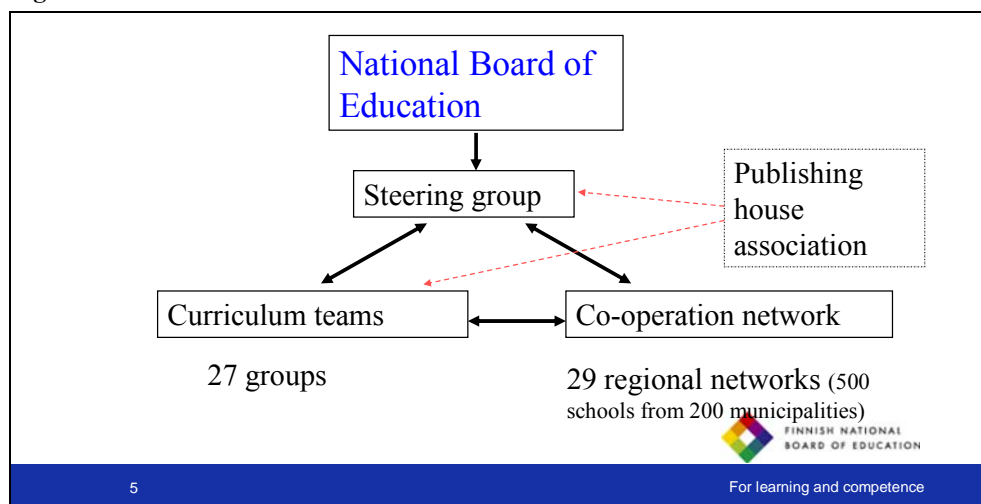 National Board of
Education
Steering group
Publishing
house
association
Curriculum teams
Co-operation network
27 groups
29 regional networks (500
schools from 200 municipalities)
FINNISH NATIONAL
BOARD OF EDUCATION
5
For learning and competence